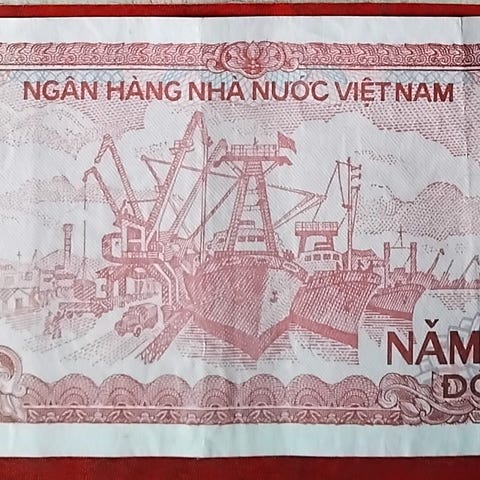 NGÂN HÀNG NHÀ NƯỚC VIỆT NAM
NĂM